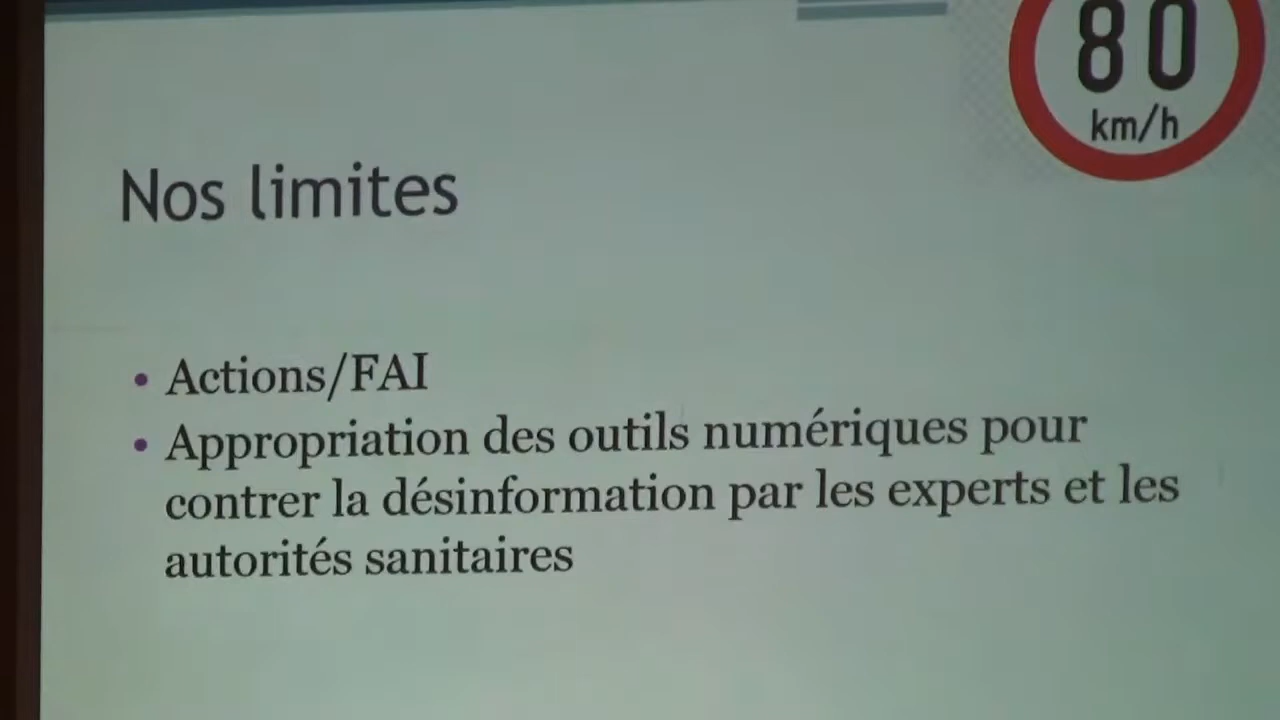 80
km/h
Nos limites
• Actions/FAI
• Appropriation des outils numériques pour
contrer la désinformation par les experts et les
autorités sanitaires